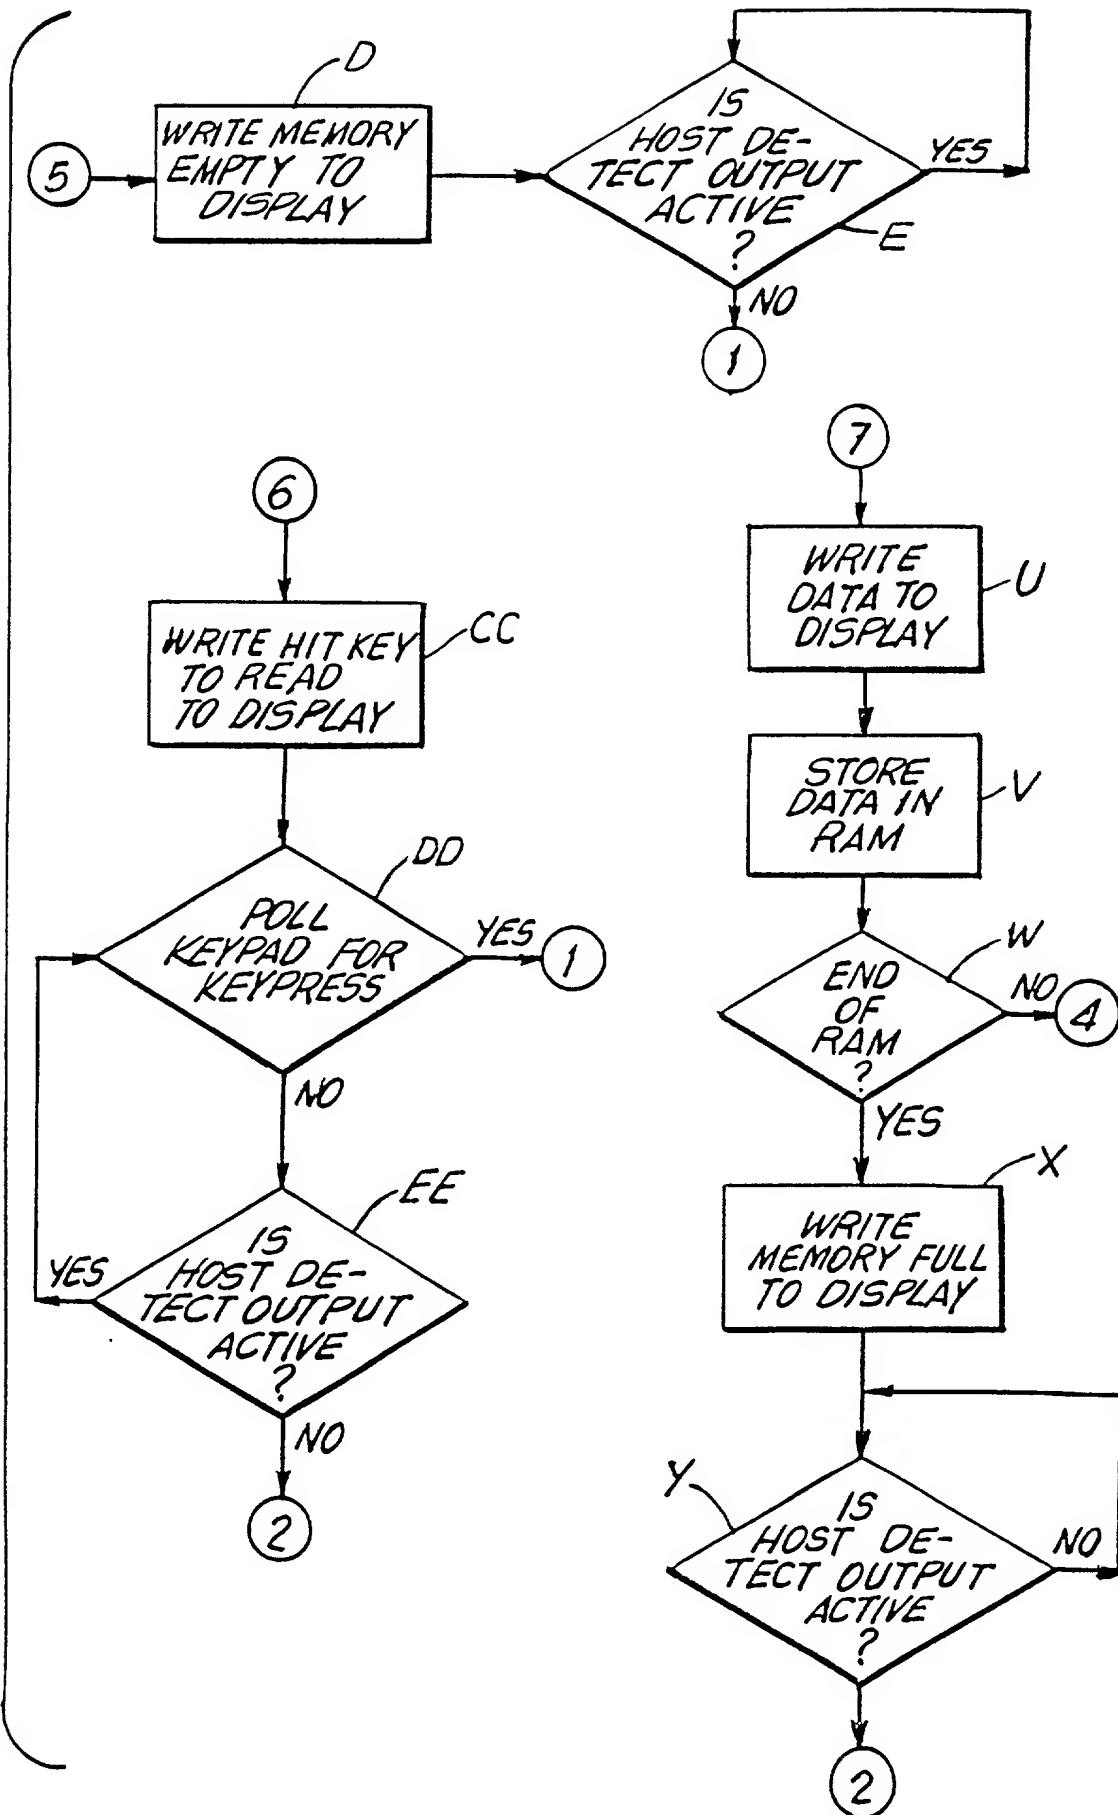 D
5
WRITE MEMORY
EMPTY TO
DISPLAY
IS
HOST DE-
TECT OUTPUT
ACTIVE
?
YES
E
NO
1
6
WRITE HIT KEY
TO READ
TO DISPLAY
CC
POLL
KEYPAD FOR
KEYPRESS
DD
YES
1
NO
IS
HOST DE-
TECT OUTPUT
ACTIVE
?
EE
YES
NO
2
7
WRITE
DATA TO
DISPLAY
U
STORE
DATA IN
RAM
V
END
OF
RAM
?
W
NO
4
YES
X
WRITE
MEMORY FULL
TO DISPLAY
Y
IS
HOST DE-
TECT OUTPUT
ACTIVE
?
NO
2